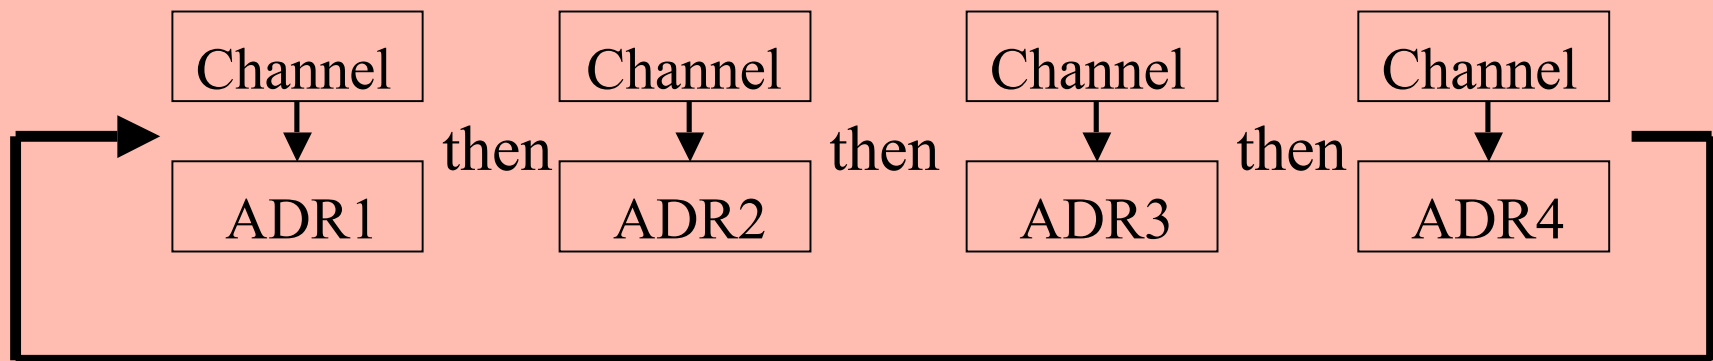 Channel Channel Channel Channel
then then then
ADR1 ADR2 ADR3 ADR4